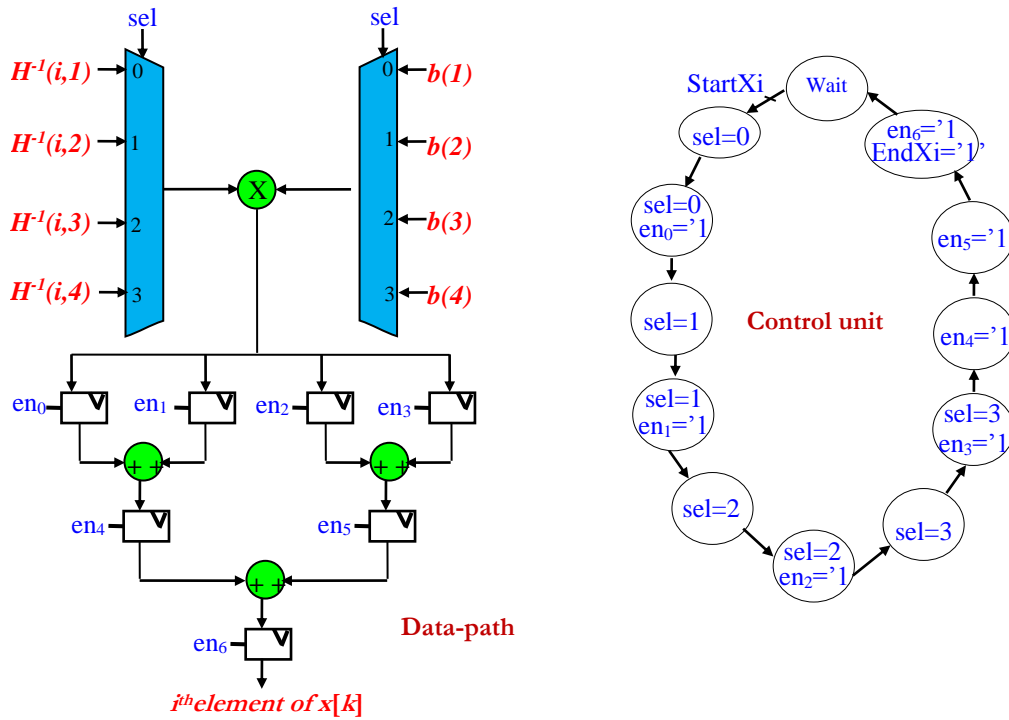 sel
sel
H⁻¹(i,1)
0
0
b(1)
H⁻¹(i,2)
1
1
b(2)
X
H⁻¹(i,3)
2
2
b(3)
H⁻¹(i,4)
3
3
b(4)
en₀
en₁
en₂
en₃
+ +
+ +
en₄
en₅
+ +
en₆
Data-path
iᵗʰelement of x[k]
StartXi
Wait
sel=0
sel=0
en₀='1
sel=1
Control unit
sel=1
en₁='1
sel=2
sel=2
en₂='1
sel=3
sel=3
en₃='1
en₄='1
en₅='1
en₆='1
EndXi='1'